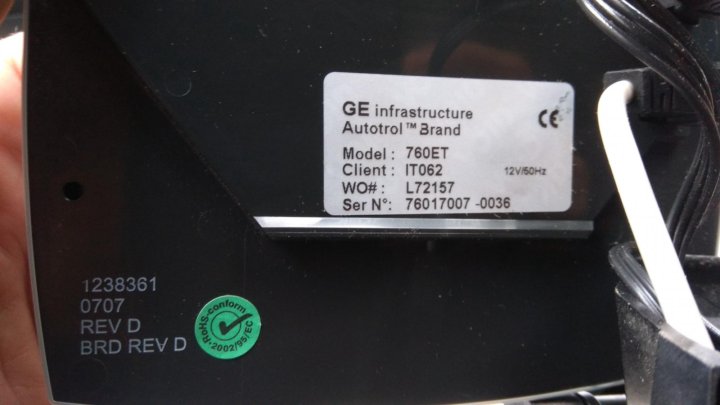 GE infrastructure
Autotrol™ Brand
CE
Model : 760ET
Client : IT062 12V/50Hz
WO# : L72157
Ser N°: 76017007 -0036
1238361
0707
REV D
BRD REV D
RoHS-conform
2002/95/EC